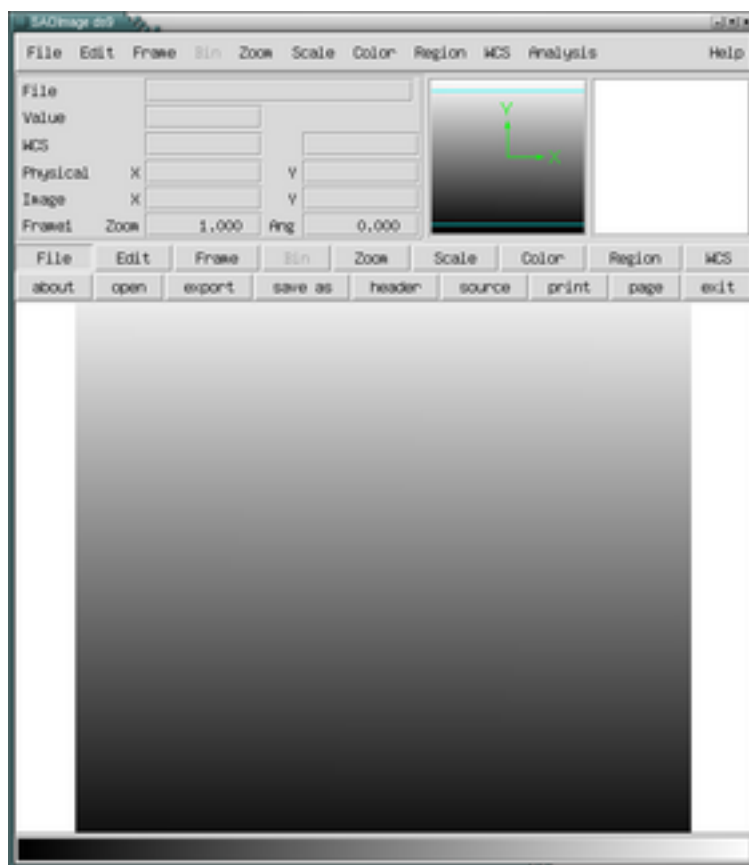 SAOImage ds9
File Edit Frame Bin Zoom Scale Color Region WCS Analysis Help
File
Value
WCS
Physical X Y
Image X Y
Frame1 Zoom 1.000 Ang 0.000
Y
X
File Edit Frame Bin Zoom Scale Color Region WCS
about open export save as header source print page exit